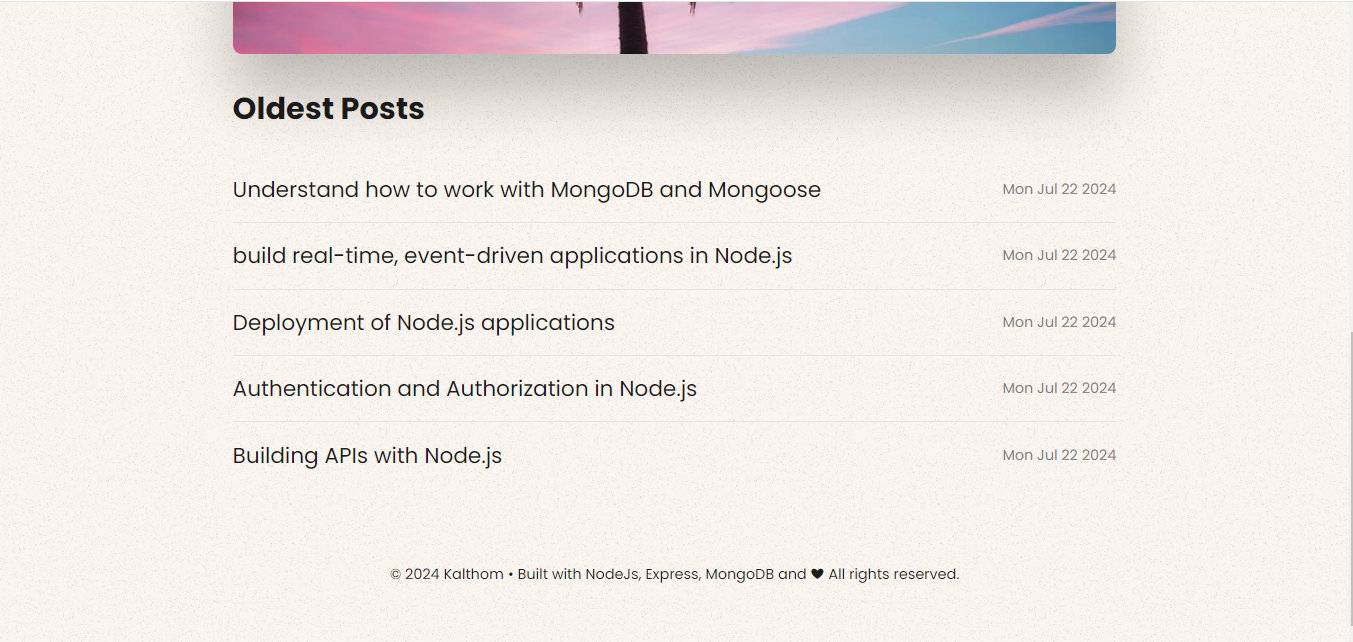 Oldest Posts
Understand how to work with MongoDB and Mongoose Mon Jul 22 2024
build real-time, event-driven applications in Node.js Mon Jul 22 2024
Deployment of Node.js applications Mon Jul 22 2024
Authentication and Authorization in Node.js Mon Jul 22 2024
Building APIs with Node.js Mon Jul 22 2024
© 2024 Kalthom • Built with NodeJs, Express, MongoDB and ♥ All rights reserved.